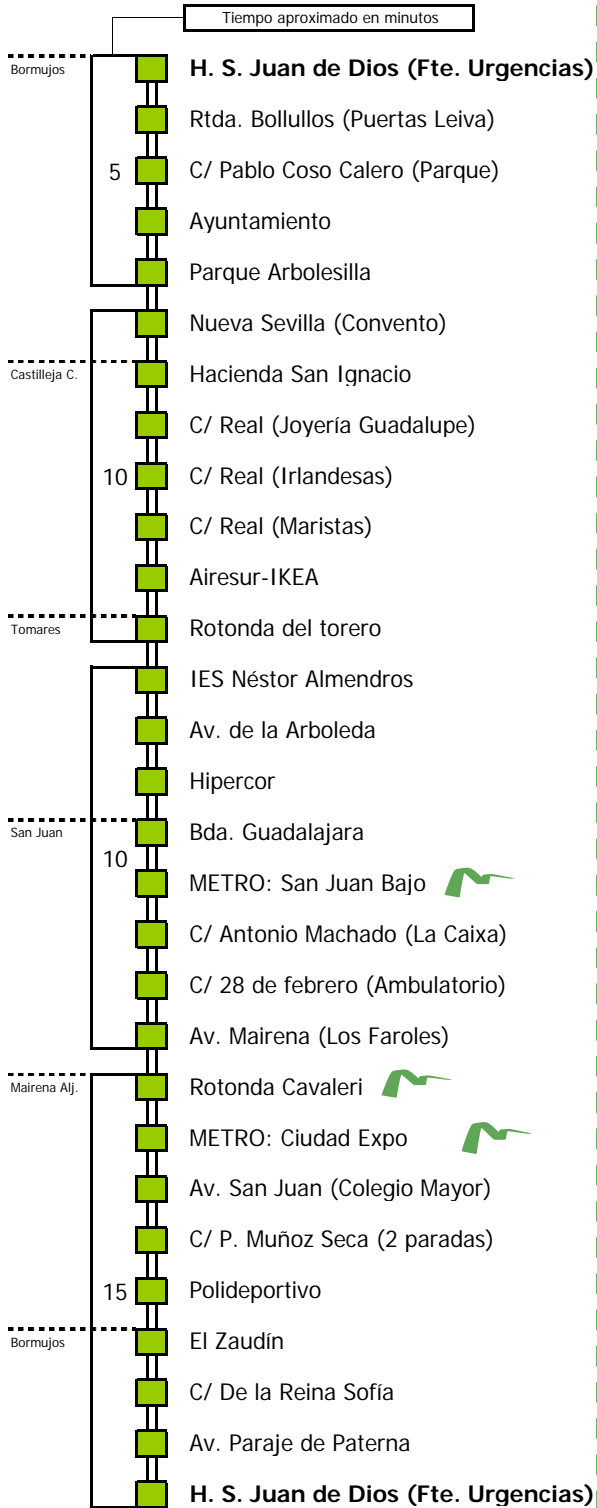 Tiempo aproximado en minutos
Bormujos
H. S. Juan de Dios (Fte. Urgencias)
Rtda. Bollullos (Puertas Leiva)
5
C/ Pablo Coso Calero (Parque)
Ayuntamiento
Parque Arbolesilla
Nueva Sevilla (Convento)
Castilleja C.
Hacienda San Ignacio
C/ Real (Joyería Guadalupe)
10
C/ Real (Irlandesas)
C/ Real (Maristas)
Airesur-IKEA
Tomares
Rotonda del torero
IES Néstor Almendros
Av. de la Arboleda
Hipercor
San Juan
Bda. Guadalajara
10
METRO: San Juan Bajo
C/ Antonio Machado (La Caixa)
C/ 28 de febrero (Ambulatorio)
Av. Mairena (Los Faroles)
Mairena Alj.
Rotonda Cavaleri
METRO: Ciudad Expo
Av. San Juan (Colegio Mayor)
C/ P. Muñoz Seca (2 paradas)
15
Polideportivo
Bormujos
El Zaudín
C/ De la Reina Sofía
Av. Paraje de Paterna
H. S. Juan de Dios (Fte. Urgencias)